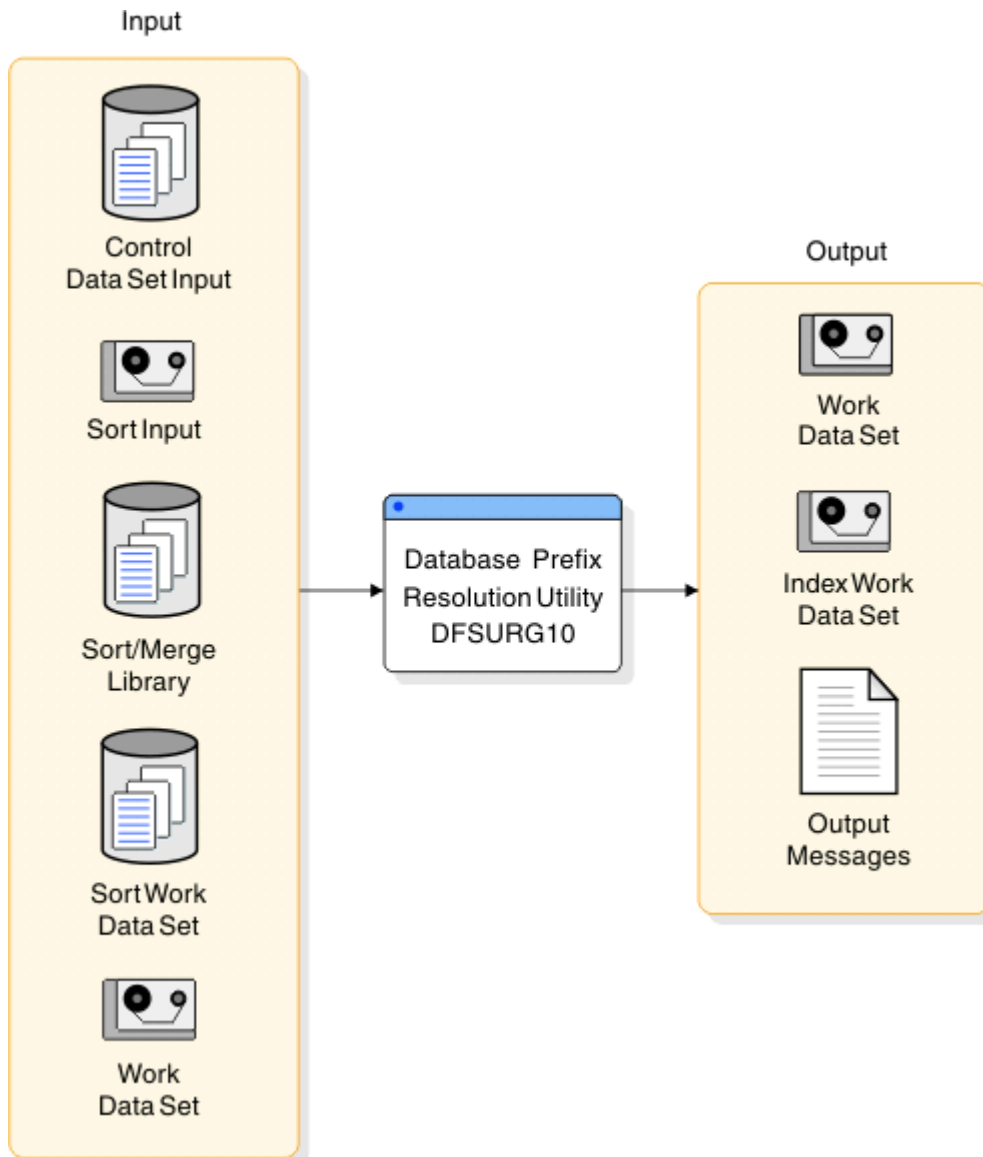 Input
Control
Data Set Input
Sort Input
Sort/Merge
Library
Sort Work
Data Set
Work
Data Set
Database Prefix
Resolution Utility
DFSURG10
Output
Work
Data Set
Index Work
Data Set
Output
Messages